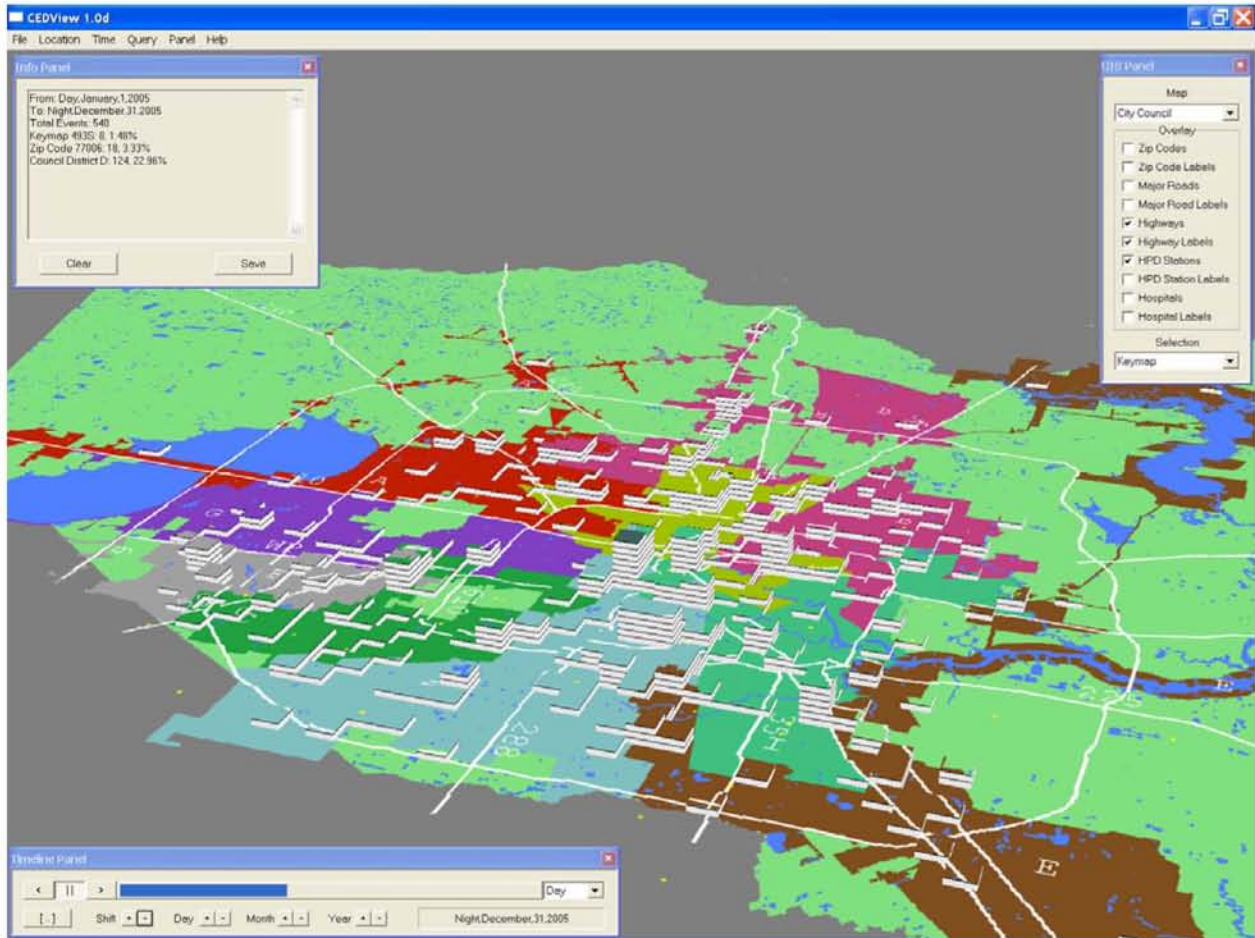 CEDView 1.0d
File Location Time Query Panel Help
Info Panel
From: Day,January,1,2005
To: Night,December,31,2005
Total Events: 540
Keymap 493S: 8, 1.48%
Zip Code 77006: 18, 3.33%
Council District D: 124, 22.96%
Clear Save
GIS Panel
Map
City Council
Overlay
Zip Codes
Zip Code Labels
Major Roads
Major Road Labels
Highways
Highway Labels
HPD Stations
HPD Station Labels
Hospitals
Hospital Labels
Selection
Keymap
288
35H
E
Timeline Panel
< || > Day
[..] Shift + - Day + - Month + - Year + - Night,December,31,2005